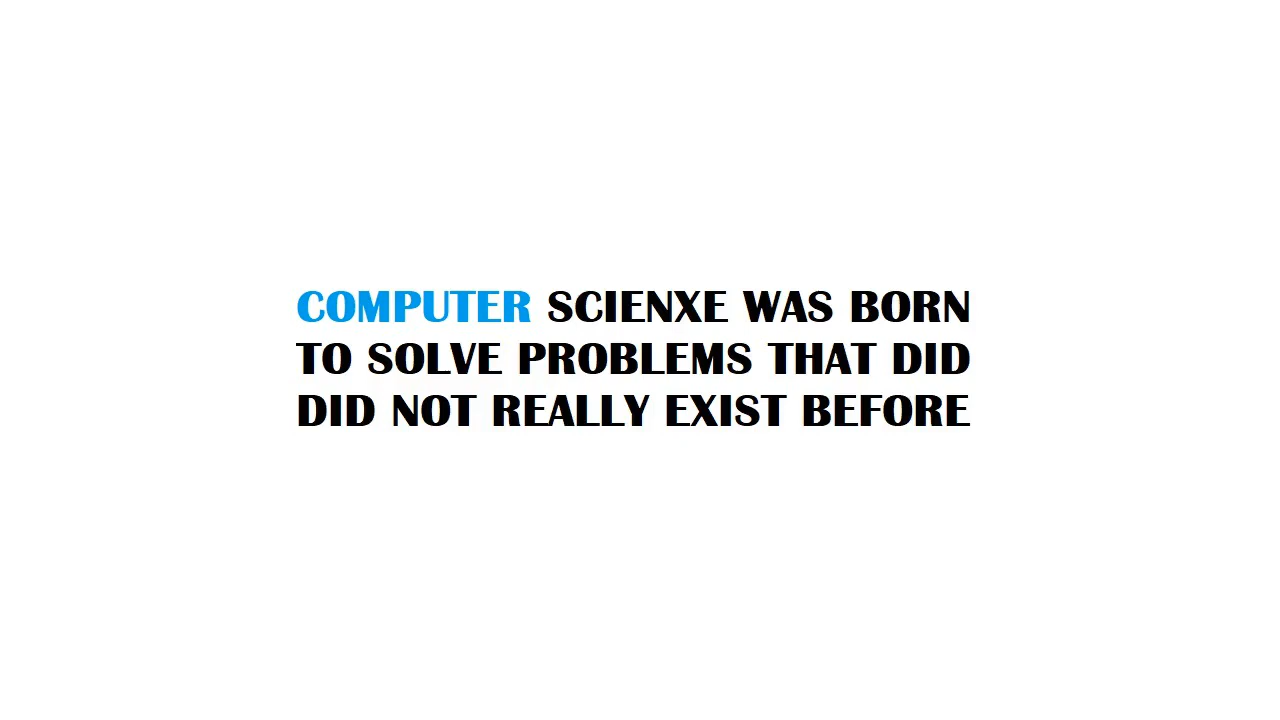 COMPUTER SCIENXE WAS BORN
TO SOLVE PROBLEMS THAT DID
DID NOT REALLY EXIST BEFORE